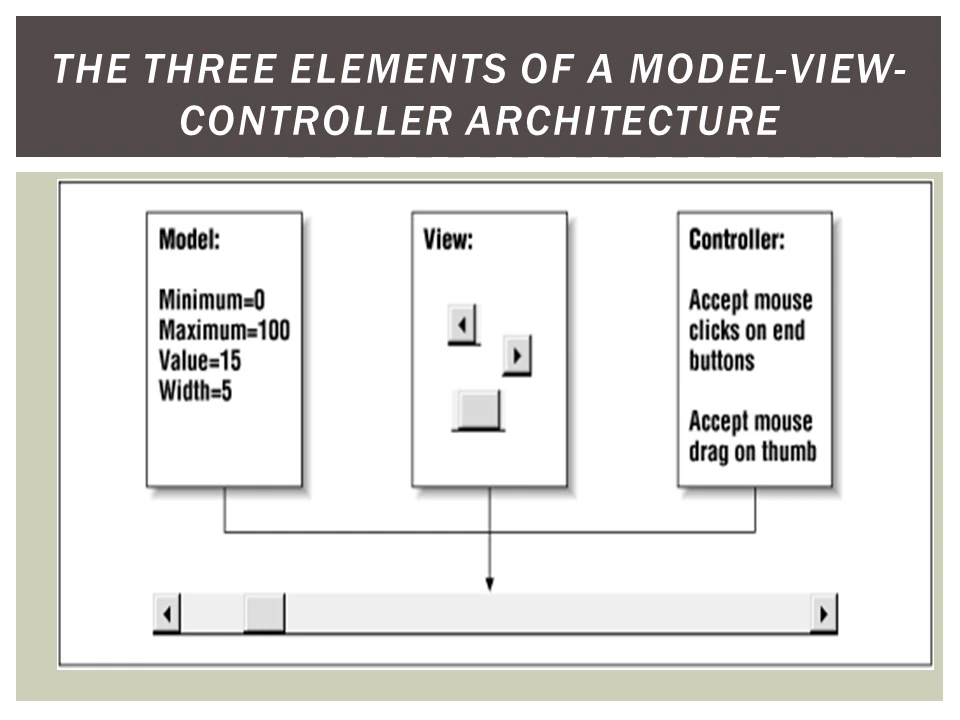 THE THREE ELEMENTS OF A MODEL-VIEW-
CONTROLLER ARCHITECTURE
Model:
Minimum=0
Maximum=100
Value=15
Width=5
View:
Controller:
Accept mouse
clicks on end
buttons
Accept mouse
drag on thumb